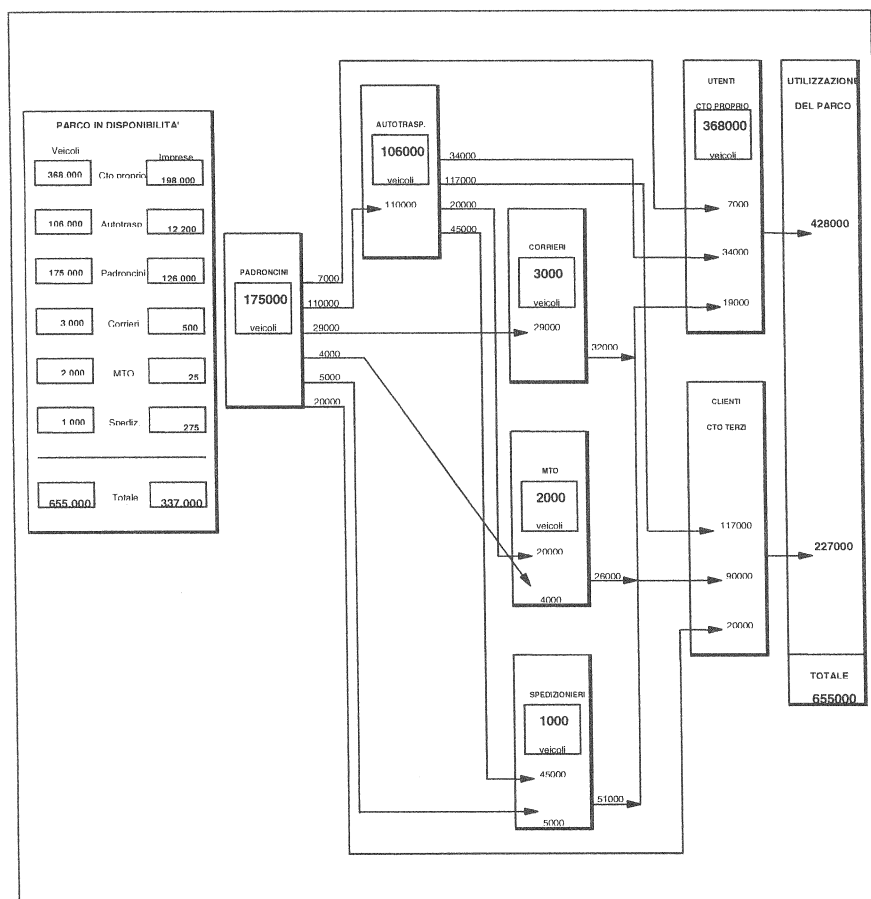 PARCO IN DISPONIBILITA'
Veicoli Imprese
368.000 Cto proprio 198.000
106.000 Autotrasp. 12.200
175.000 Padroncini 126.000
3.000 Corrieri 500
2.000 MTO 25
1.000 Spediz. 275
655.000 Totale 337.000
PADRONCINI
175000
veicoli
7000
110000
29000
4000
5000
20000
AUTOTRASP.
106000
veicoli
110000
34000
117000
20000
45000
CORRIERI
3000
veicoli
29000
32000
MTO
2000
veicoli
20000
4000
26000
SPEDIZIONIERI
1000
veicoli
45000
5000
51000
UTENTI
CTO PROPRIO
368000
veicoli
7000
34000
19000
CLIENTI
CTO TERZI
117000
90000
20000
UTILIZZAZIONE
DEL PARCO
428000
227000
TOTALE
655000